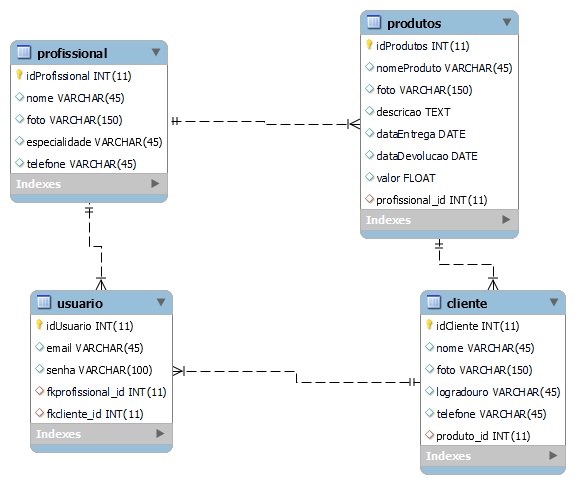 profissional
idProfissional INT(11)
nome VARCHAR(45)
foto VARCHAR(150)
especialidade VARCHAR(45)
telefone VARCHAR(45)
Indexes
produtos
idProdutos INT(11)
nomeProduto VARCHAR(45)
foto VARCHAR(150)
descricao TEXT
dataEntrega DATE
dataDevolucao DATE
valor FLOAT
profissional_id INT(11)
Indexes
usuario
idUsuario INT(11)
email VARCHAR(45)
senha VARCHAR(100)
fkprofissional_id INT(11)
fkcliente_id INT(11)
Indexes
cliente
idCliente INT(11)
nome VARCHAR(45)
foto VARCHAR(150)
logradouro VARCHAR(45)
telefone VARCHAR(45)
produto_id INT(11)
Indexes